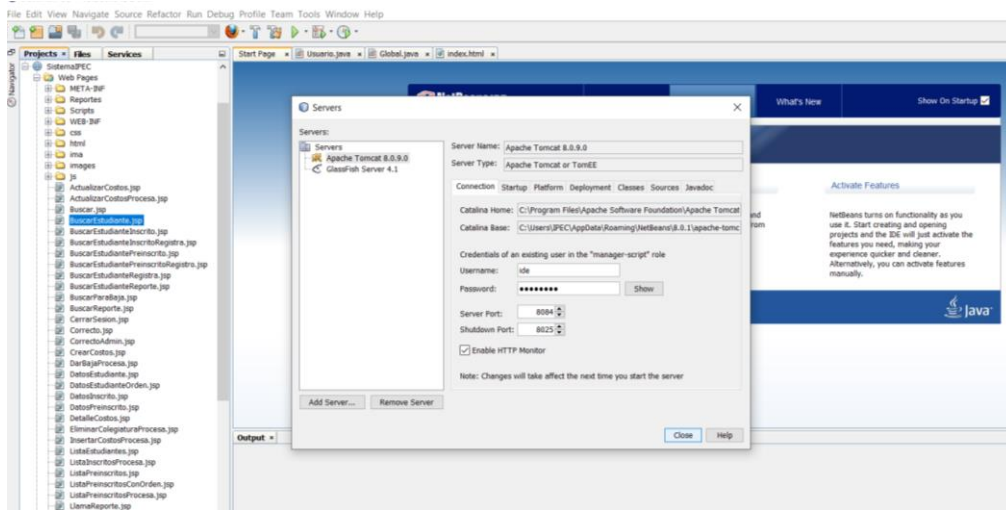 File Edit View Navigate Source Refactor Run Debug Profile Team Tools Window Help
Projects × Files Services
Start Page × Usuario.java × Global.java × index.html ×
Navigator
SistemaIPEC
Web Pages
META-INF
Reportes
Scripts
WEB-INF
css
html
ima
images
js
ActualizarCostos.jsp
ActualizarCostosProcesa.jsp
Buscar.jsp
BuscarEstudiante.jsp
BuscarEstudianteInscrito.jsp
BuscarEstudianteInscritoRegistra.jsp
BuscarEstudiantePreinscrito.jsp
BuscarEstudiantePreinscritoRegistro.jsp
BuscarEstudianteRegistra.jsp
BuscarEstudianteReporte.jsp
BuscarParaBaja.jsp
BuscarReporte.jsp
CerrarSesion.jsp
Correcto.jsp
CorrectoAdmin.jsp
CrearCostos.jsp
DarBajaProcesa.jsp
DatosEstudiante.jsp
DatosEstudianteOrden.jsp
DatosInscrito.jsp
DatosPreinscrito.jsp
DetalleCostos.jsp
EliminarColegiaturaProcesa.jsp
InsertarCostosProcesa.jsp
ListaEstudiantes.jsp
ListaInscritosProcesa.jsp
ListaPreinscritos.jsp
ListaPreinscritosConOrden.jsp
ListaPreinscritosProcesa.jsp
LlamaReporte.jsp
What's New
Show On Startup
Servers
Servers:
Servers
Apache Tomcat 8.0.9.0
GlassFish Server 4.1
Server Name: Apache Tomcat 8.0.9.0
Server Type: Apache Tomcat or TomEE
Connection Startup Platform Deployment Classes Sources Javadoc
Catalina Home: C:\Program Files\Apache Software Foundation\Apache Tomcat
Catalina Base: C:\Users\IPEC\AppData\Roaming\NetBeans\8.0.1\apache-tomc
Credentials of an existing user in the "manager-script" role
Username: ide
Password: ●●●●●●●●
Show
Server Port: 8084
Shutdown Port: 8025
Enable HTTP Monitor
Note: Changes will take affect the next time you start the server
Add Server... Remove Server
Close Help
Activate Features
NetBeans turns on functionality as you
use it. Start creating and opening
projects and the IDE will just activate the
features you need, making your
experience quicker and cleaner.
Alternatively, you can activate features
manually.
Java
Output ×